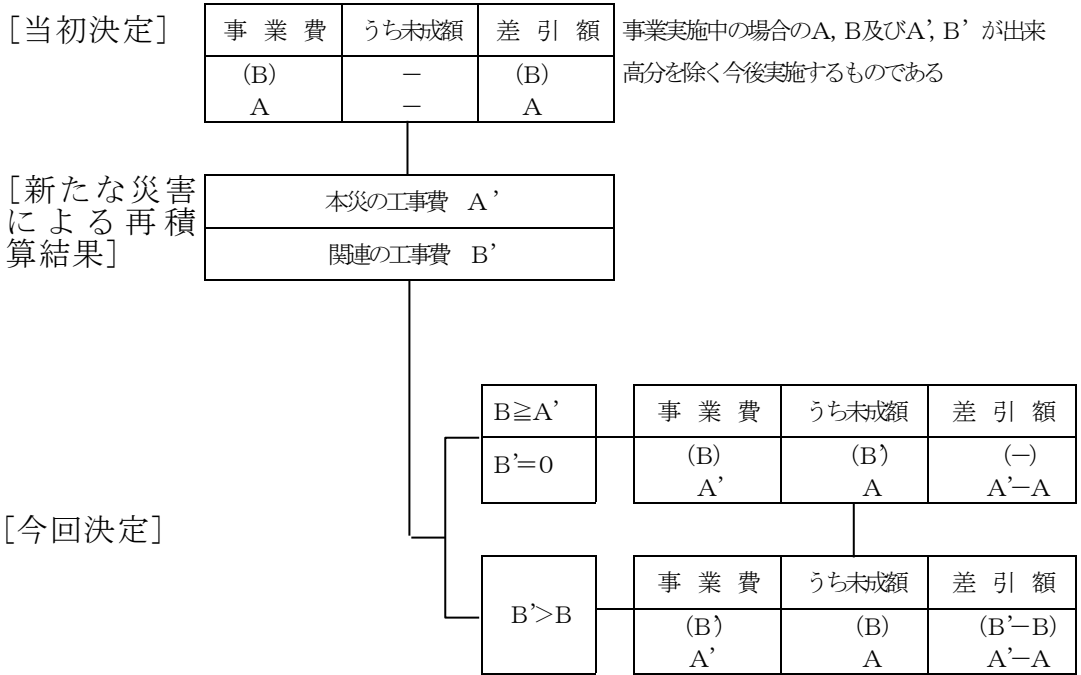 [当初決定]
事 業 費 うち未成額 差 引 額
(B) － (B)
A － A
事業実施中の場合のA, B及びA', B' が出来
高分を除く今後実施するものである
[新たな災害
による再積
算結果]
本災の工事費 A'
関連の工事費 B'
[今回決定]
B≧A'
B'＝0
事 業 費 うち未成額 差 引 額
(B) (B') (－)
A' A A'－A
B'＞B
事 業 費 うち未成額 差 引 額
(B') (B) (B'－B)
A' A A'－A